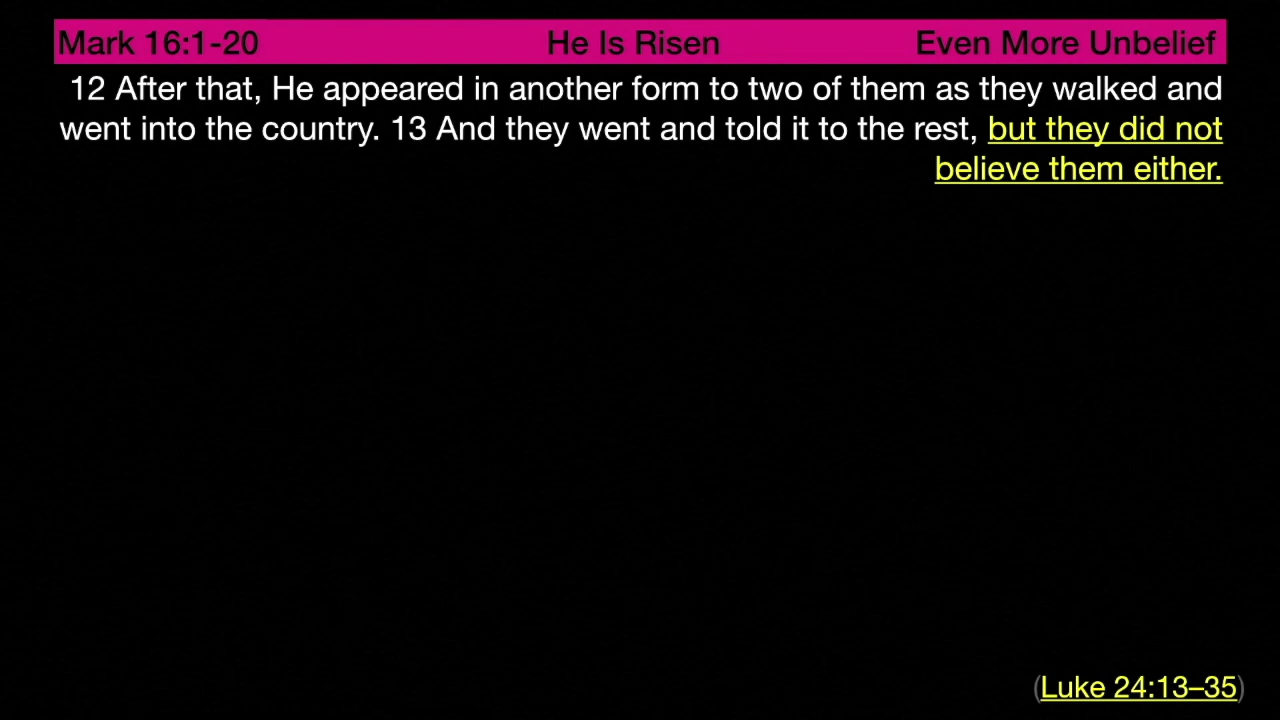 Mark 16:1-20 He Is Risen Even More Unbelief
12 After that, He appeared in another form to two of them as they walked and
went into the country. 13 And they went and told it to the rest, but they did not
believe them either.
(Luke 24:13–35)